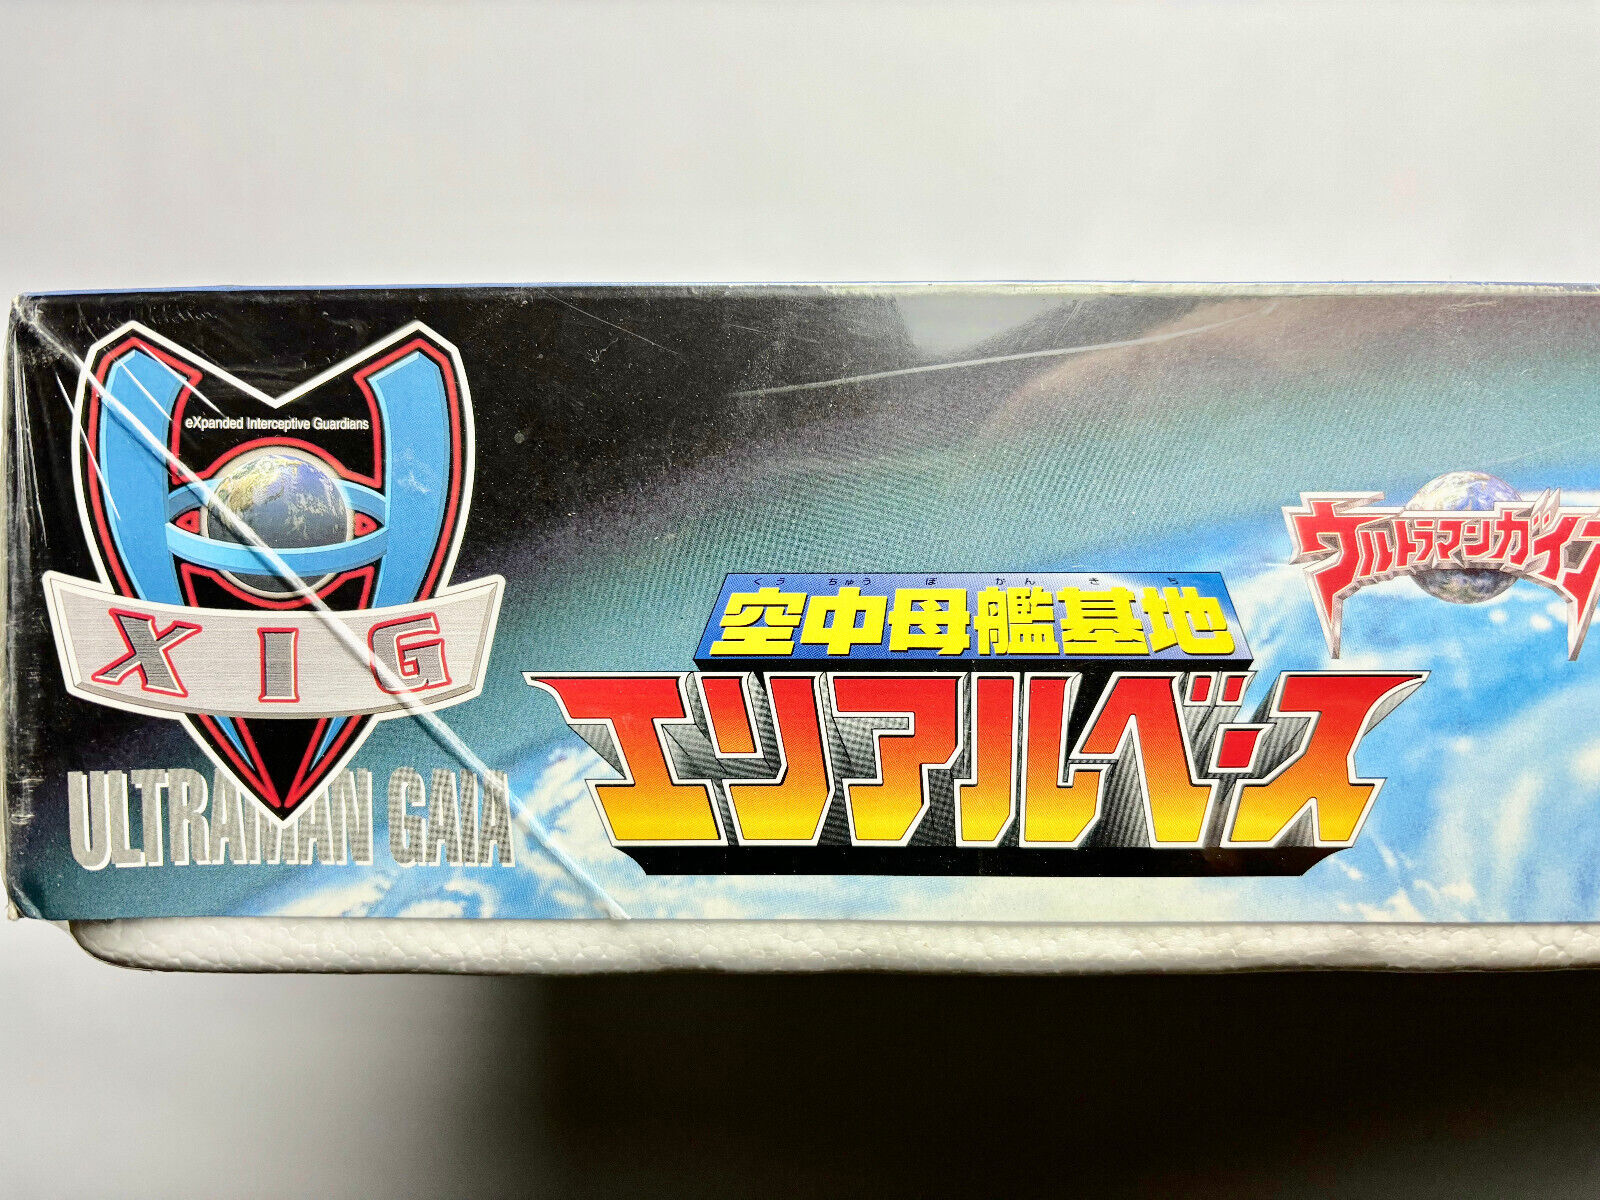 eXpanded Interceptive Guardians
XIG
ULTRAMAN GAIA
くうちゅうぼかんきち
空中母艦基地
エリアルベース
ウルトラマンガイア